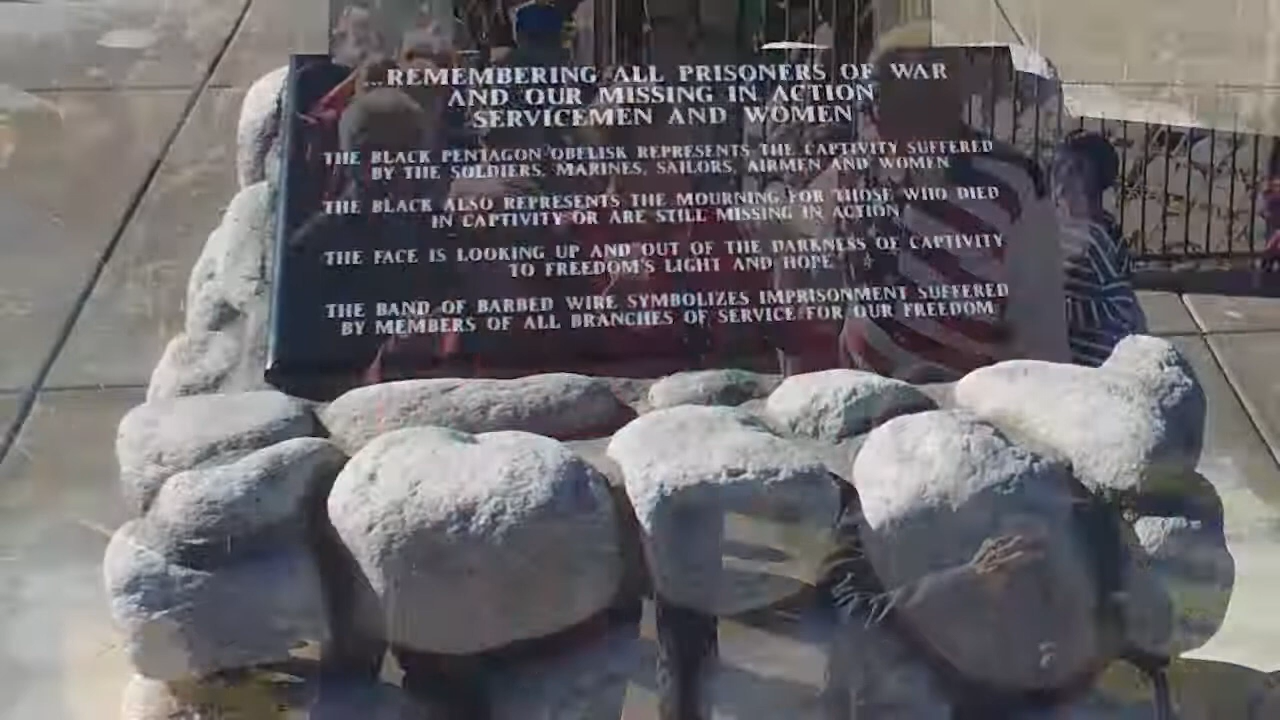 ...REMEMBERING ALL PRISONERS OF WAR
AND OUR MISSING IN ACTION
SERVICEMEN AND WOMEN
THE BLACK PENTAGON OBELISK REPRESENTS THE CAPTIVITY SUFFERED
BY THE SOLDIERS, MARINES, SAILORS, AIRMEN AND WOMEN
THE BLACK ALSO REPRESENTS THE MOURNING FOR THOSE WHO DIED
IN CAPTIVITY OR ARE STILL MISSING IN ACTION
THE FACE IS LOOKING UP AND OUT OF THE DARKNESS OF CAPTIVITY
TO FREEDOM'S LIGHT AND HOPE
THE BAND OF BARBED WIRE SYMBOLIZES IMPRISONMENT SUFFERED
BY MEMBERS OF ALL BRANCHES OF SERVICE FOR OUR FREEDOM